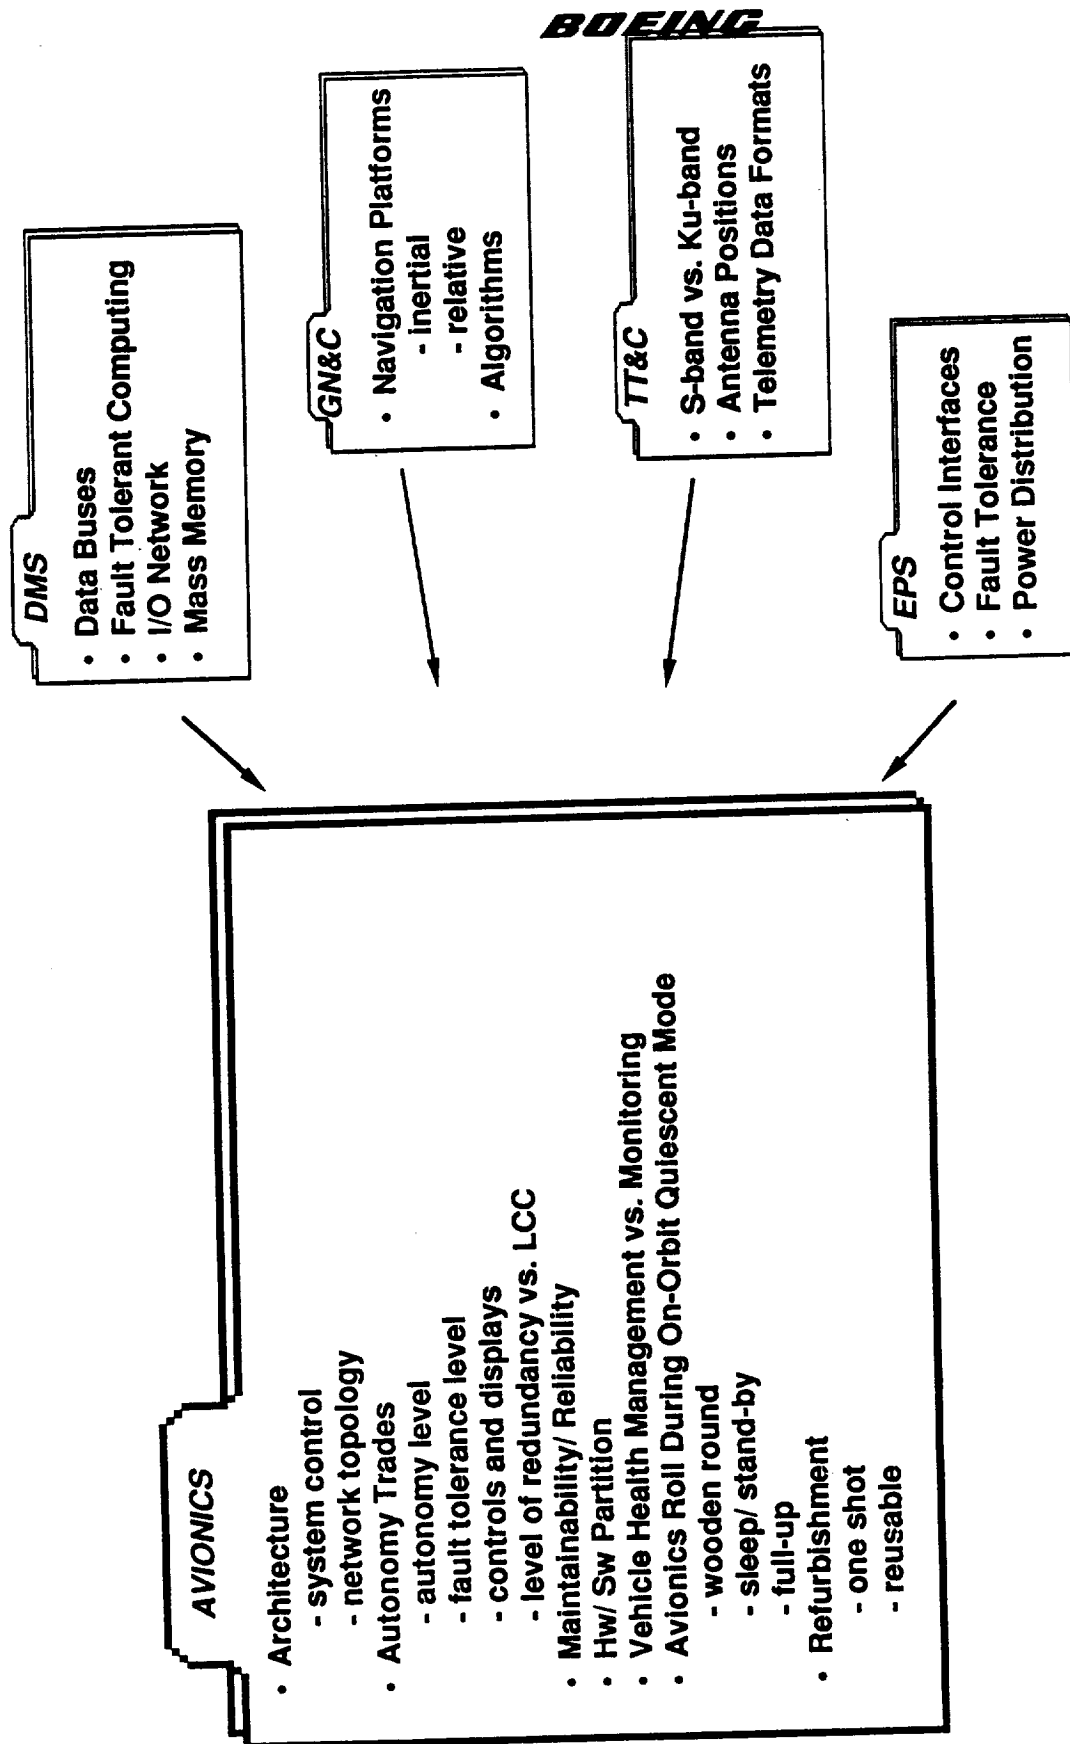 BOEING
AVIONICS
• Architecture
- system control
- network topology
• Autonomy Trades
- autonomy level
- fault tolerance level
- controls and displays
- level of redundancy vs. LCC
• Maintainability/ Reliability
• Hw/ Sw Partition
• Vehicle Health Management vs. Monitoring
• Avionics Roll During On-Orbit Quiescent Mode
- wooden round
- sleep/ stand-by
- full-up
• Refurbishment
- one shot
- reusable
DMS
• Data Buses
• Fault Tolerant Computing
• I/O Network
• Mass Memory
GN&C
• Navigation Platforms
- inertial
- relative
• Algorithms
TT&C
• S-band vs. Ku-band
• Antenna Positions
• Telemetry Data Formats
EPS
• Control Interfaces
• Fault Tolerance
• Power Distribution